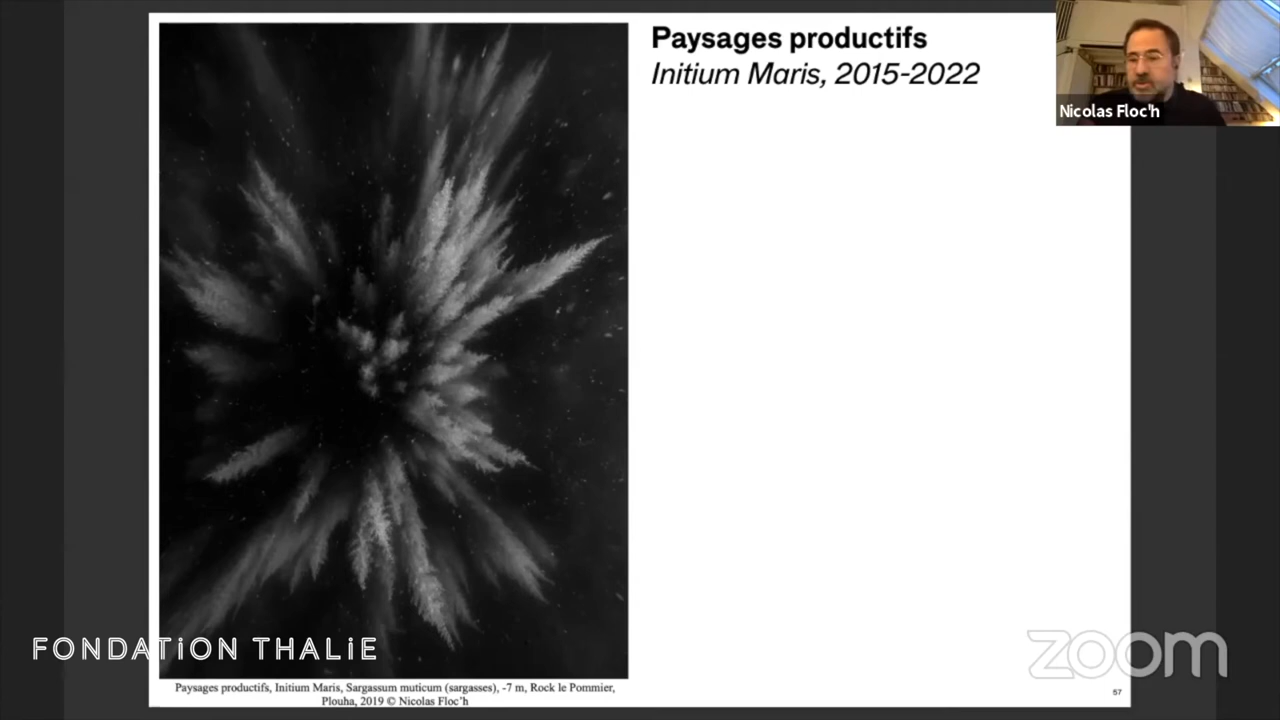 Paysages productifs
Initium Maris, 2015-2022
Nicolas Floc'h
FONDATiON THALiE
zoom
Paysages productifs, Initium Maris, Sargassum muticum (sargasses), -7 m, Rock le Pommier,
Plouha, 2019 © Nicolas Floc'h
57